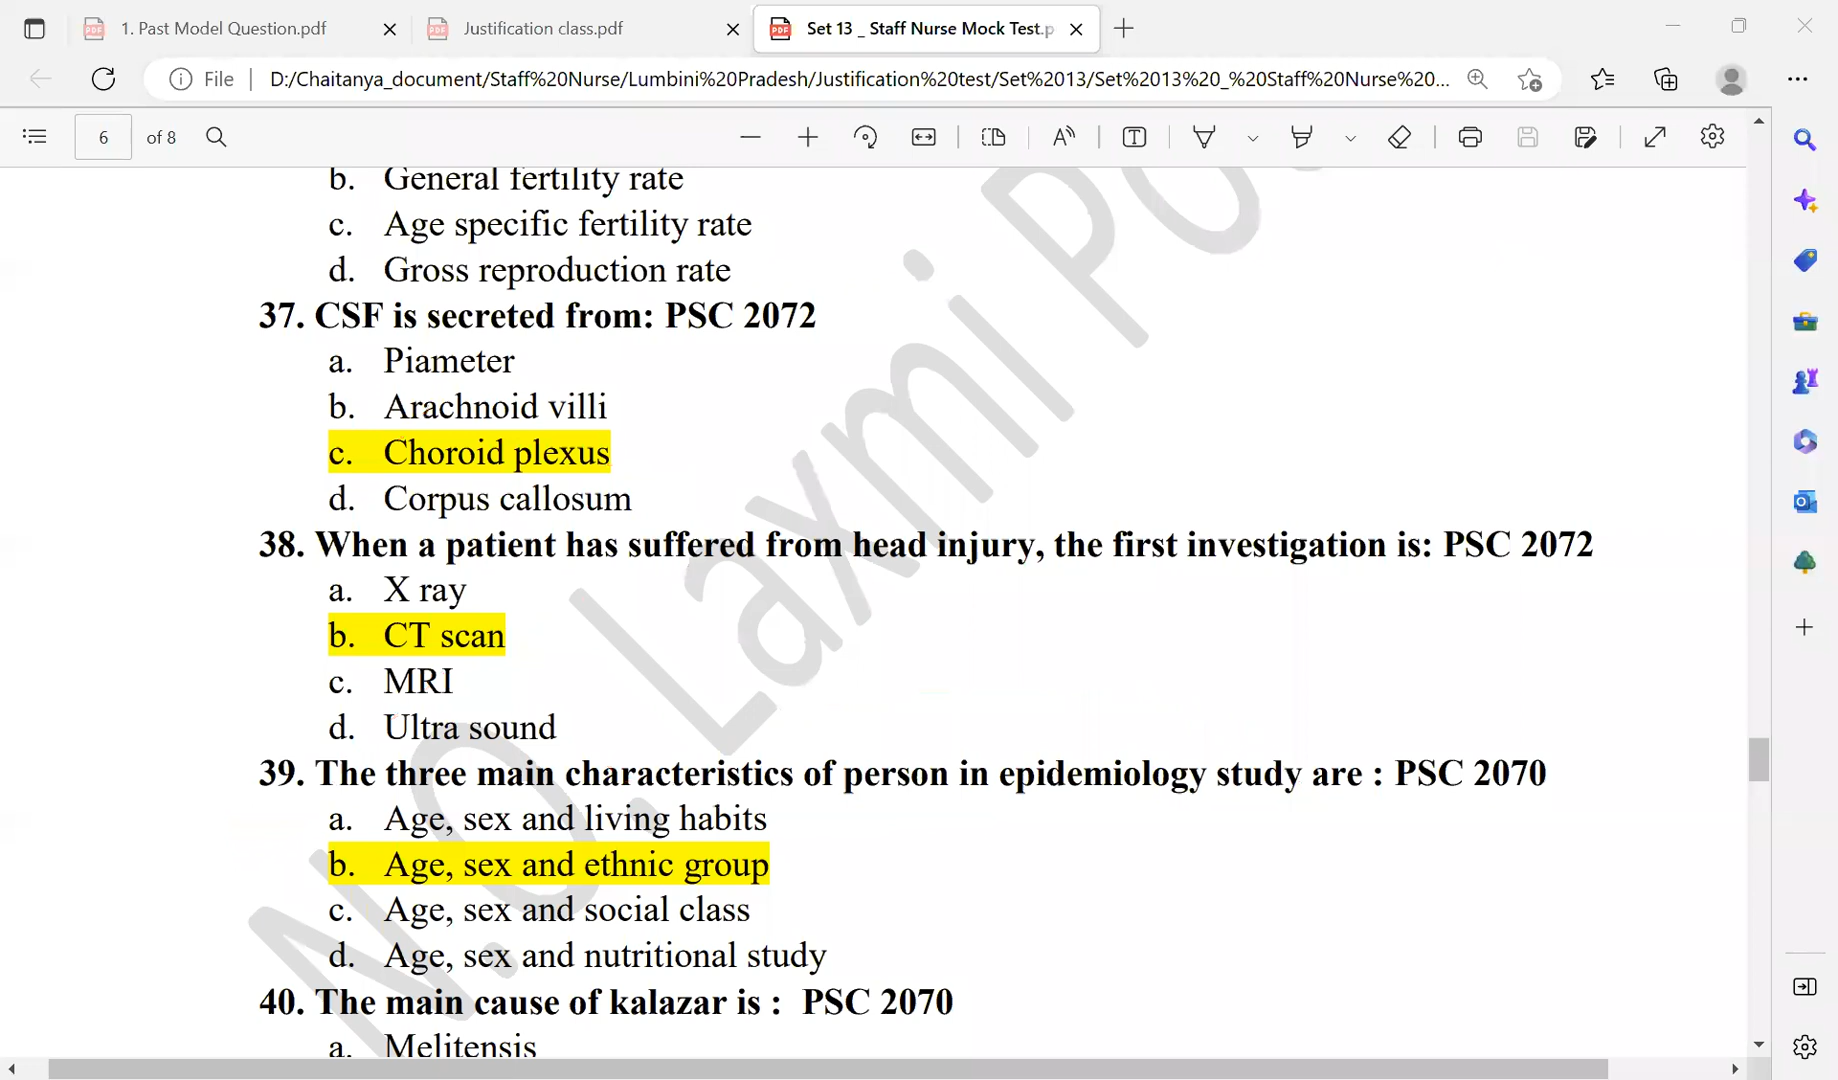 1. Past Model Question.pdf
Justification class.pdf
Set 13 _ Staff Nurse Mock Test.p
File
D:/Chaitanya_document/Staff%20Nurse/Lumbini%20Pradesh/Justification%20test/Set%2013/Set%2013%20_%20Staff%20Nurse%20...
6 of 8
b. General fertility rate
c. Age specific fertility rate
d. Gross reproduction rate
37. CSF is secreted from: PSC 2072
a. Piameter
b. Arachnoid villi
c. Choroid plexus
d. Corpus callosum
38. When a patient has suffered from head injury, the first investigation is: PSC 2072
a. X ray
b. CT scan
c. MRI
d. Ultra sound
39. The three main characteristics of person in epidemiology study are : PSC 2070
a. Age, sex and living habits
b. Age, sex and ethnic group
c. Age, sex and social class
d. Age, sex and nutritional study
40. The main cause of kalazar is : PSC 2070
a. Melitensis
Laxmi